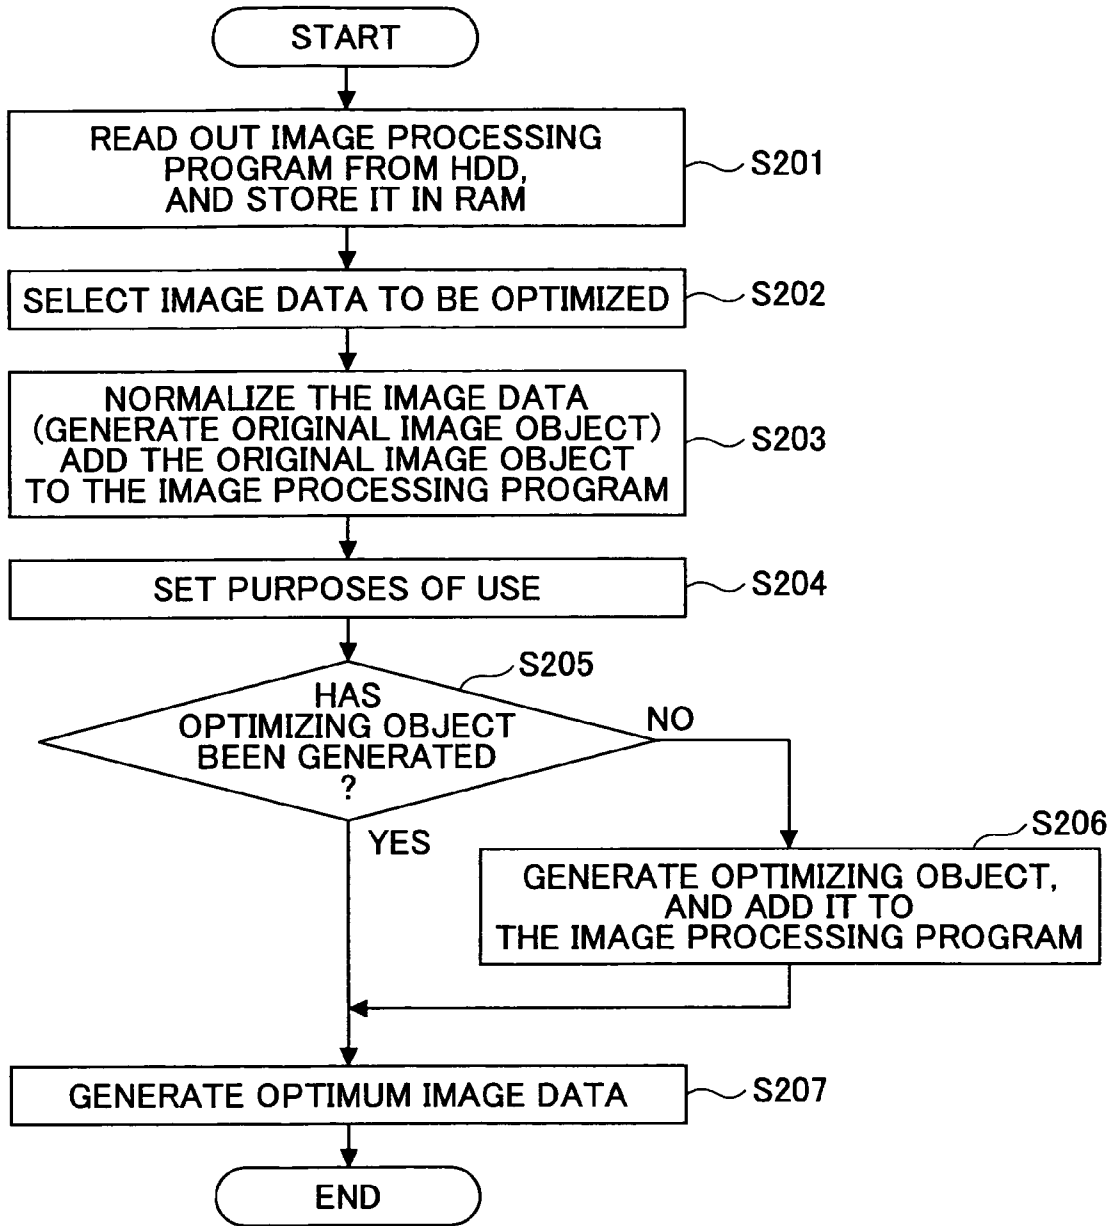 START
READ OUT IMAGE PROCESSING
PROGRAM FROM HDD,
AND STORE IT IN RAM
S201
SELECT IMAGE DATA TO BE OPTIMIZED
S202
NORMALIZE THE IMAGE DATA
(GENERATE ORIGINAL IMAGE OBJECT)
ADD THE ORIGINAL IMAGE OBJECT
TO THE IMAGE PROCESSING PROGRAM
S203
SET PURPOSES OF USE
S204
S205
HAS
OPTIMIZING OBJECT
BEEN GENERATED
?
NO
YES
S206
GENERATE OPTIMIZING OBJECT,
AND ADD IT TO
THE IMAGE PROCESSING PROGRAM
GENERATE OPTIMUM IMAGE DATA
S207
END